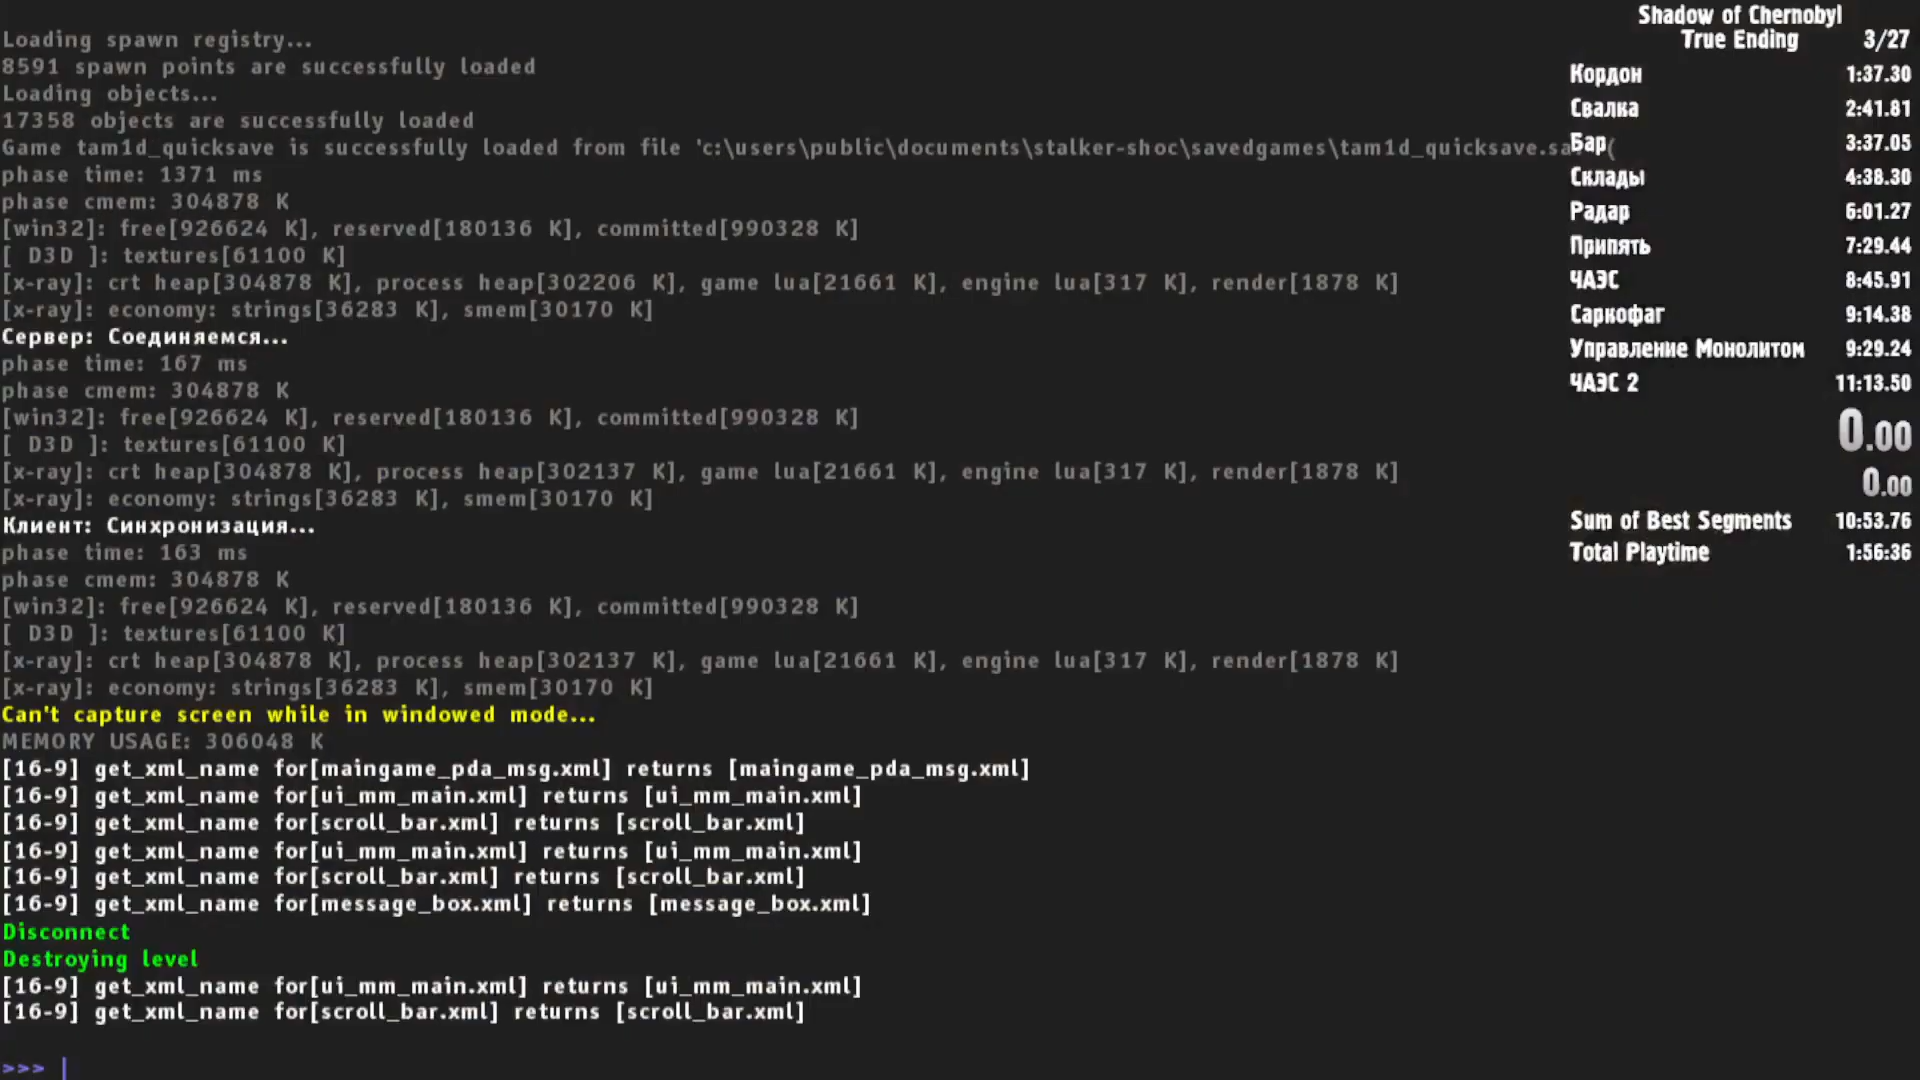 Loading spawn registry...
8591 spawn points are successfully loaded
Loading objects...
17358 objects are successfully loaded
Game tam1d_quicksave is successfully loaded from file 'c:\users\public\documents\stalker-shoc\savedgames\tam1d_quicksave.sa
phase time: 1371 ms
phase cmem: 304878 K
[win32]: free[926624 K], reserved[180136 K], committed[990328 K]
[ D3D ]: textures[61100 K]
[x-ray]: crt heap[304878 K], process heap[302206 K], game lua[21661 K], engine lua[317 K], render[1878 K]
[x-ray]: economy: strings[36283 K], smem[30170 K]
Сервер: Соединяемся...
phase time: 167 ms
phase cmem: 304878 K
[win32]: free[926624 K], reserved[180136 K], committed[990328 K]
[ D3D ]: textures[61100 K]
[x-ray]: crt heap[304878 K], process heap[302137 K], game lua[21661 K], engine lua[317 K], render[1878 K]
[x-ray]: economy: strings[36283 K], smem[30170 K]
Клиент: Синхронизация...
phase time: 163 ms
phase cmem: 304878 K
[win32]: free[926624 K], reserved[180136 K], committed[990328 K]
[ D3D ]: textures[61100 K]
[x-ray]: crt heap[304878 K], process heap[302137 K], game lua[21661 K], engine lua[317 K], render[1878 K]
[x-ray]: economy: strings[36283 K], smem[30170 K]
Can't capture screen while in windowed mode...
MEMORY USAGE: 306048 K
[16-9] get_xml_name for[maingame_pda_msg.xml] returns [maingame_pda_msg.xml]
[16-9] get_xml_name for[ui_mm_main.xml] returns [ui_mm_main.xml]
[16-9] get_xml_name for[scroll_bar.xml] returns [scroll_bar.xml]
[16-9] get_xml_name for[ui_mm_main.xml] returns [ui_mm_main.xml]
[16-9] get_xml_name for[scroll_bar.xml] returns [scroll_bar.xml]
[16-9] get_xml_name for[message_box.xml] returns [message_box.xml]
Disconnect
Destroying level
[16-9] get_xml_name for[ui_mm_main.xml] returns [ui_mm_main.xml]
[16-9] get_xml_name for[scroll_bar.xml] returns [scroll_bar.xml]
>>> |
Shadow of Chernobyl
True Ending 3/27
Кордон 1:37.30
Свалка 2:41.81
Бар 3:37.05
Склады 4:38.30
Радар 6:01.27
Припять 7:29.44
ЧАЭС 8:45.91
Саркофаг 9:14.38
Управление Монолитом 9:29.24
ЧАЭС 2 11:13.50
0.00
0.00
Sum of Best Segments 10:53.76
Total Playtime 1:56:36